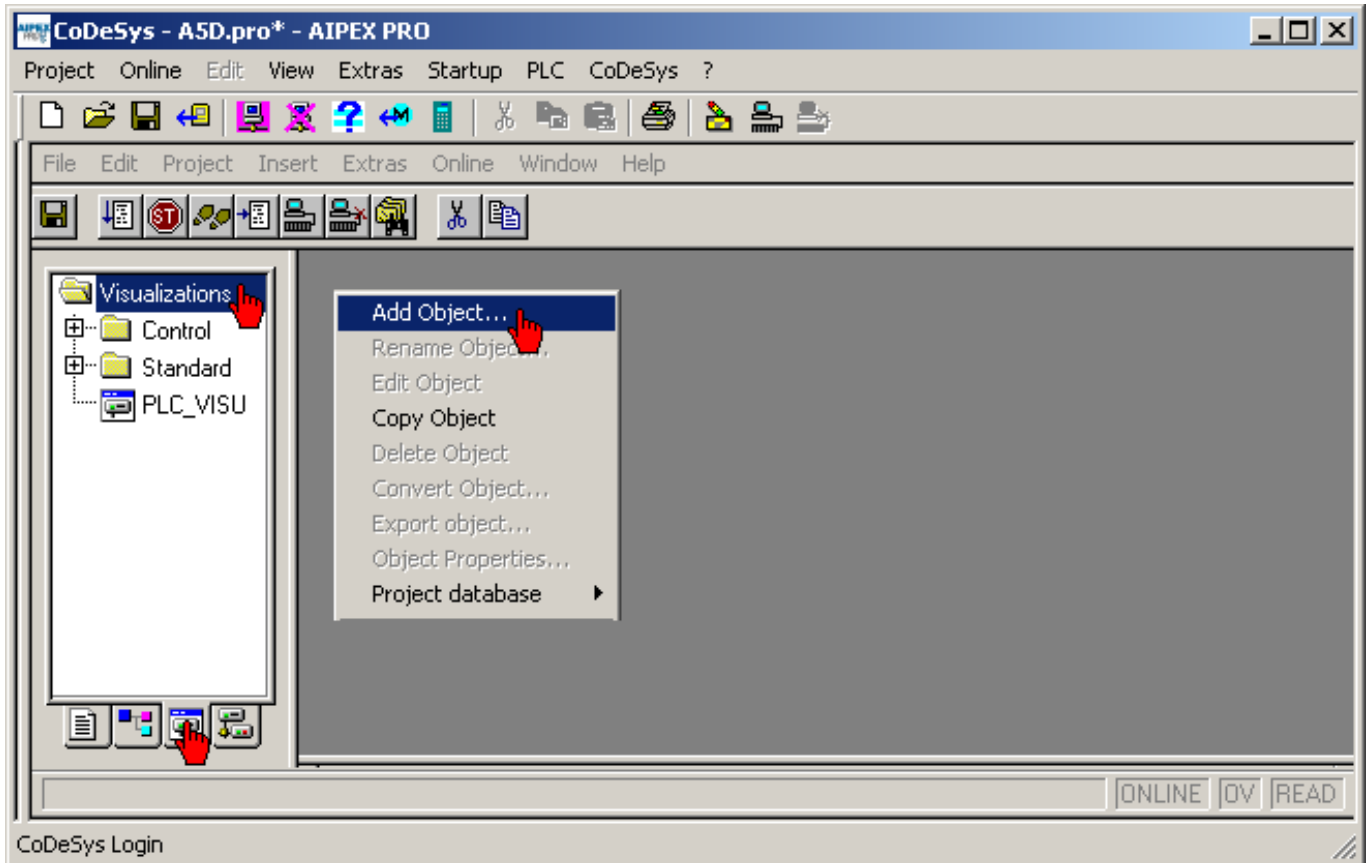 CoDeSys - A5D.pro* - AIPEX PRO
Project Online Edit View Extras Startup PLC CoDeSys ?
File Edit Project Insert Extras Online Window Help
ST
Visualizations
Control
Standard
PLC_VISU
Add Object...
Rename Object...
Edit Object
Copy Object
Delete Object
Convert Object...
Export object...
Object Properties...
Project database
ONLINE OV READ
CoDeSys Login